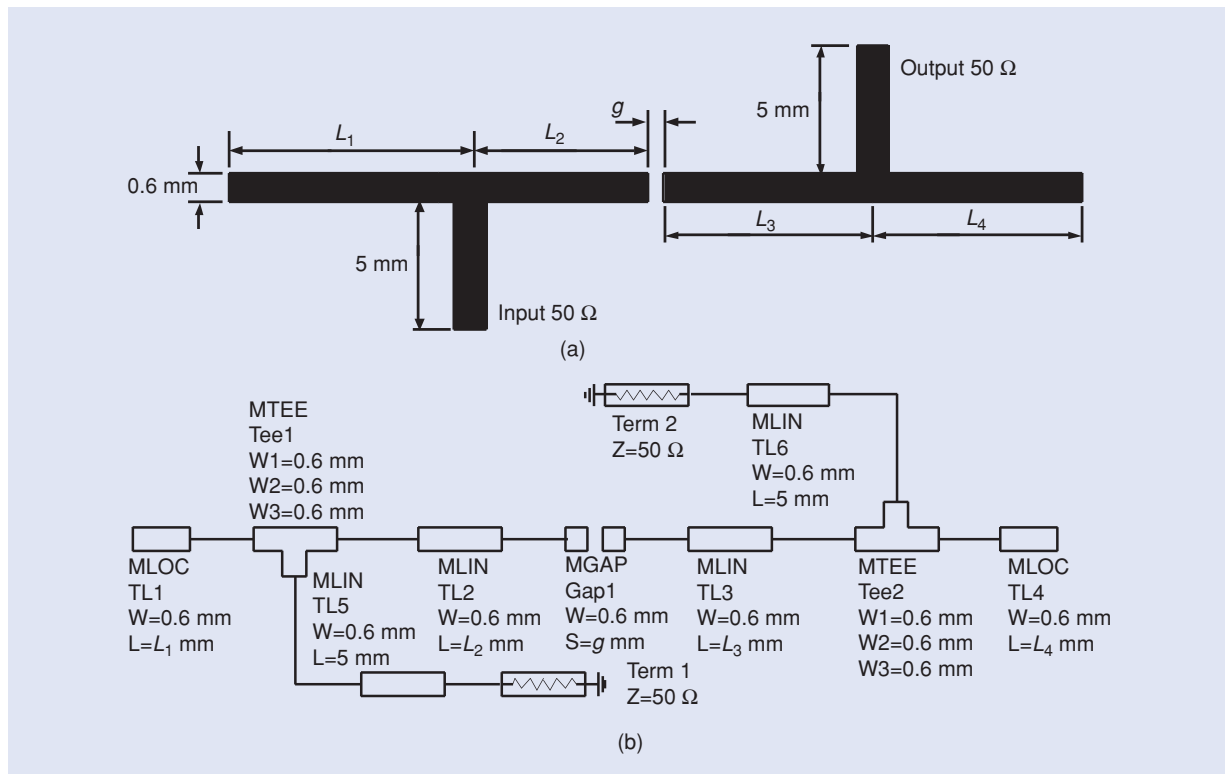 Output 50 Ω
5 mm
g
L1
L2
0.6 mm
L3
L4
5 mm
Input 50 Ω
(a)
MTEE
Tee1
W1=0.6 mm
W2=0.6 mm
W3=0.6 mm
Term 2
Z=50 Ω
MLIN
TL6
W=0.6 mm
L=5 mm
MLOC
TL1
W=0.6 mm
L=L1 mm
MLIN
TL5
W=0.6 mm
L=5 mm
MLIN
TL2
W=0.6 mm
L=L2 mm
MGAP
Gap1
W=0.6 mm
S=g mm
MLIN
TL3
W=0.6 mm
L=L3 mm
MTEE
Tee2
W1=0.6 mm
W2=0.6 mm
W3=0.6 mm
MLOC
TL4
W=0.6 mm
L=L4 mm
Term 1
Z=50 Ω
(b)